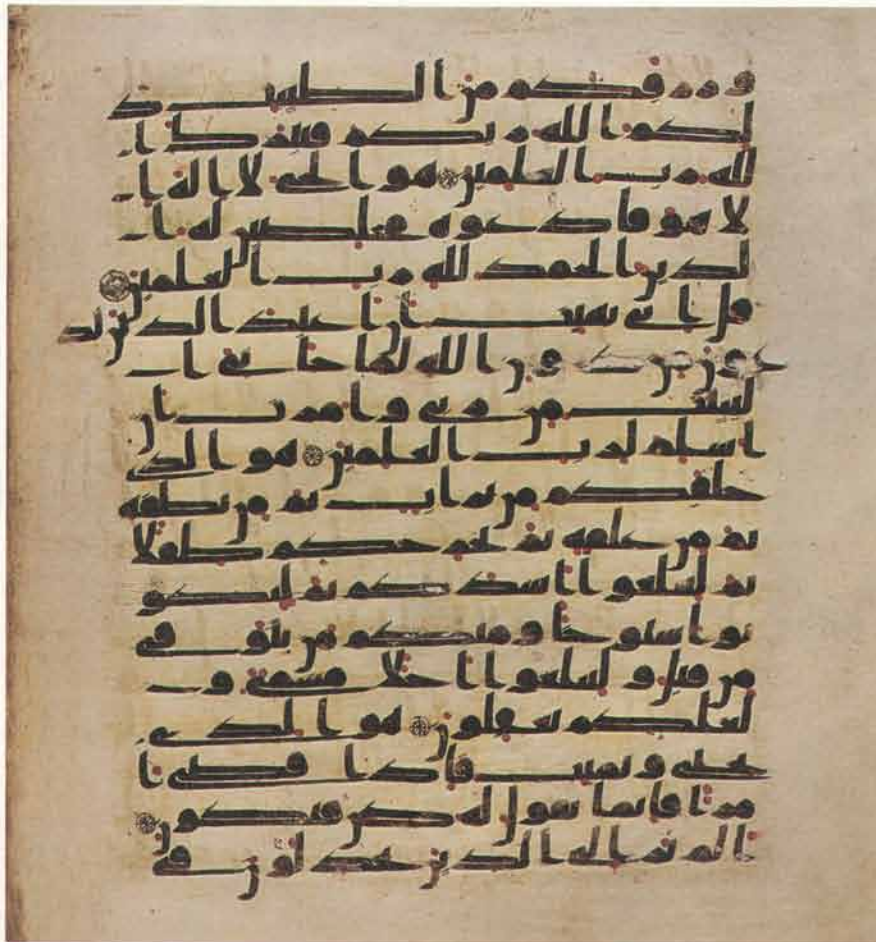 ورزقكم من الطيبت
ذلكم الله ربكم فتبرك ا
لله رب العلمين هو الحى لا اله ا
لا هو فادعوه مخلصين له ا
لدين الحمد لله رب العلمين
قل انى نهيت ان اعبد الذين تد
عون من دون الله لما جانى ا
لبينت من ربى وامرت ان
اسلم لرب العلمين هو الذى
خلقكم من تراب ثم من نطفه
ثم من علقه ثم يخرجكم طفلا
ثم لتبلغوا اشدكم ثم لتكو
نوا شيوخا ومنكم من يتوفى
من قبل ولتبلغوا اجلا مسمى و
لعلكم تعقلون هو الذى
يحى ويميت فاذا قضى ا
مرا فانما يقول له كن فيكون
الم تر الى الذين يجدلون فى